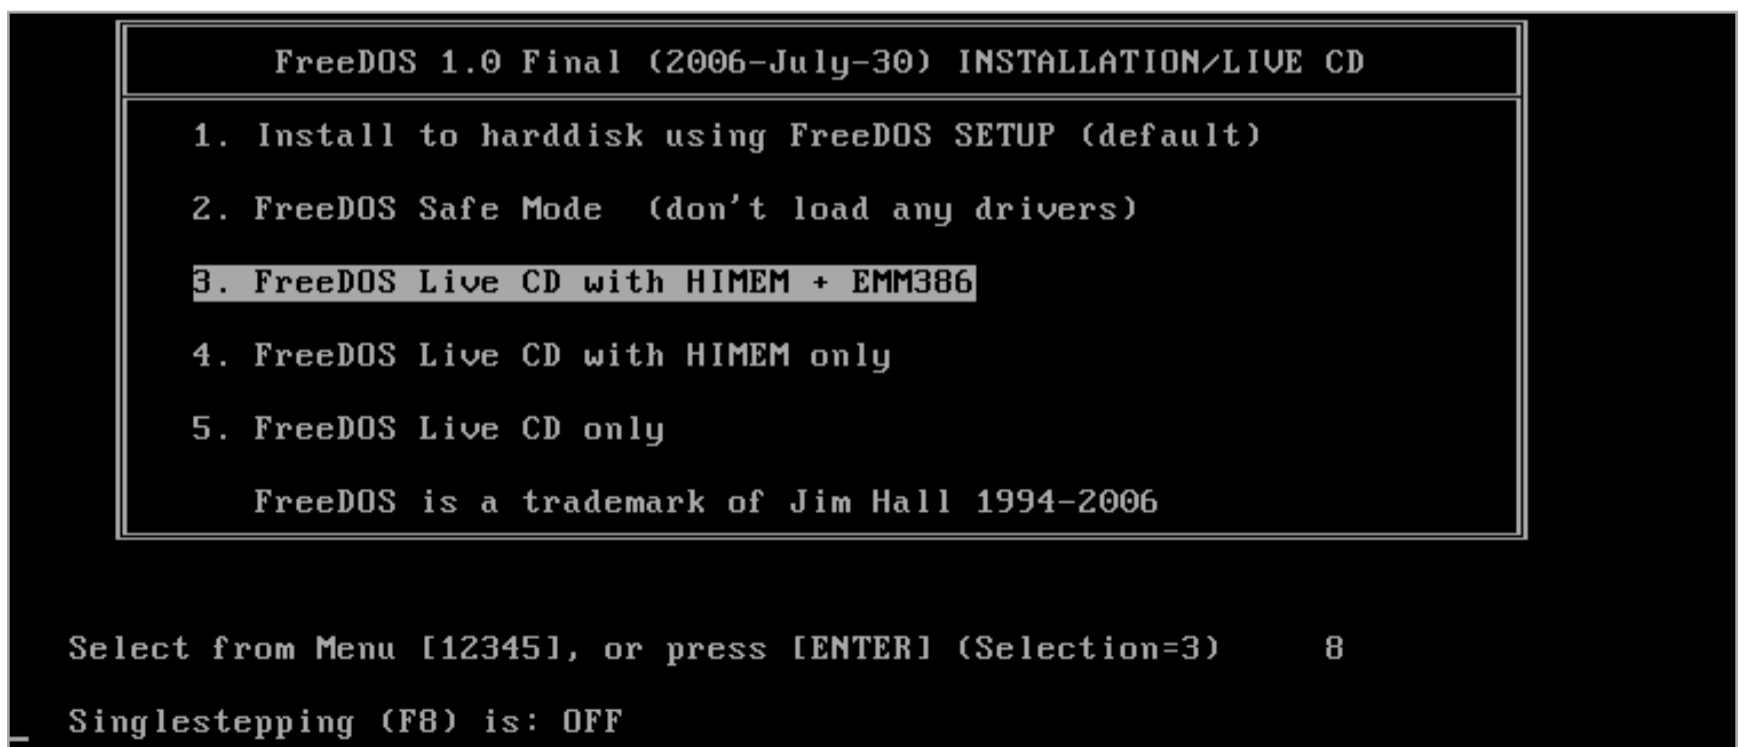 FreeDOS 1.0 Final (2006-July-30) INSTALLATION/LIVE CD
1. Install to harddisk using FreeDOS SETUP (default)
2. FreeDOS Safe Mode  (don't load any drivers)
3. FreeDOS Live CD with HIMEM + EMM386
4. FreeDOS Live CD with HIMEM only
5. FreeDOS Live CD only
FreeDOS is a trademark of Jim Hall 1994-2006
Select from Menu [12345], or press [ENTER] (Selection=3)     8
Singlestepping (F8) is: OFF
_